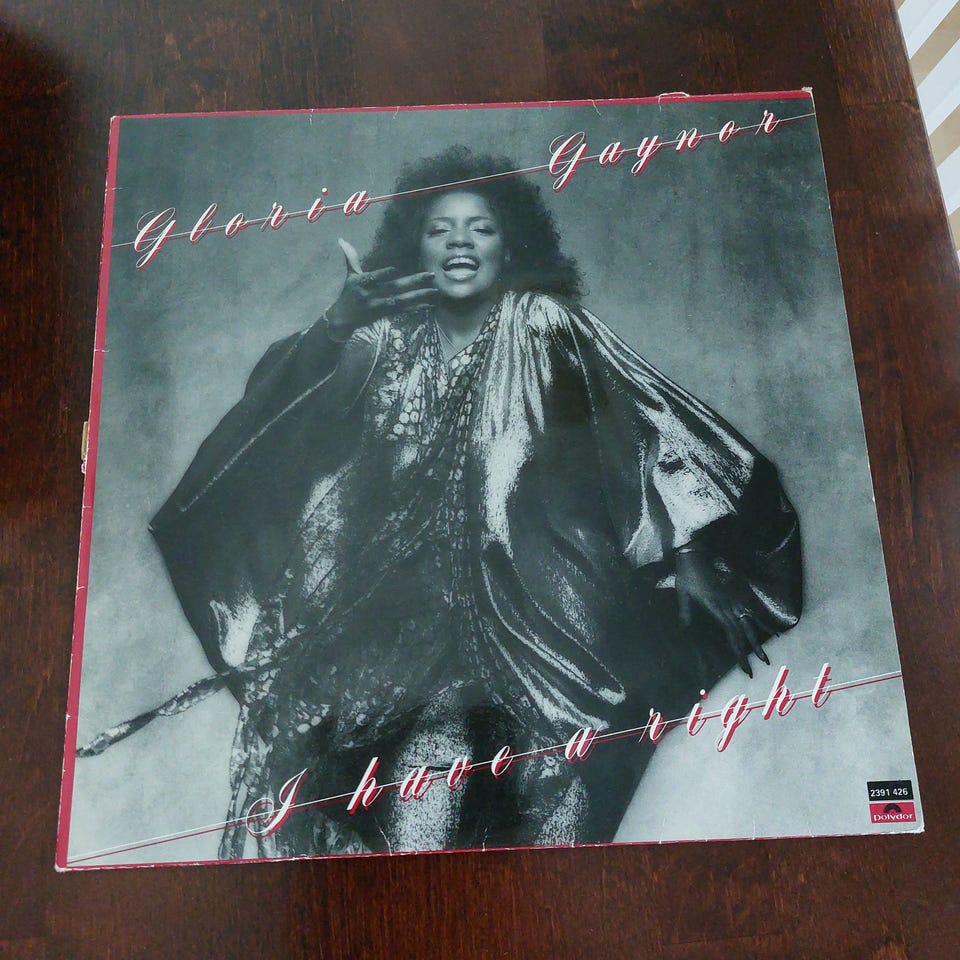 Gloria Gaynor
I have a right
2391 426
Polydor